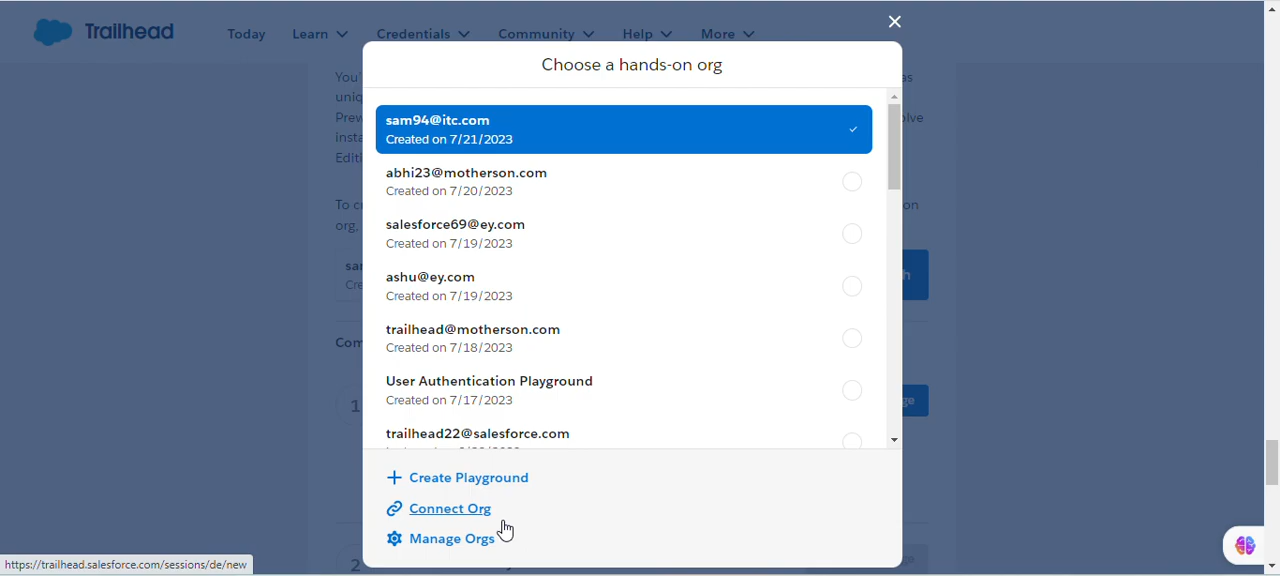 Trailhead
Today Learn Credentials Community Help More
Choose a hands-on org
sam94@itc.com
Created on 7/21/2023
abhi23@motherson.com
Created on 7/20/2023
salesforce69@ey.com
Created on 7/19/2023
ashu@ey.com
Created on 7/19/2023
trailhead@motherson.com
Created on 7/18/2023
User Authentication Playground
Created on 7/17/2023
trailhead22@salesforce.com
Create Playground
Connect Org
Manage Orgs
1
2
https://trailhead.salesforce.com/sessions/de/new